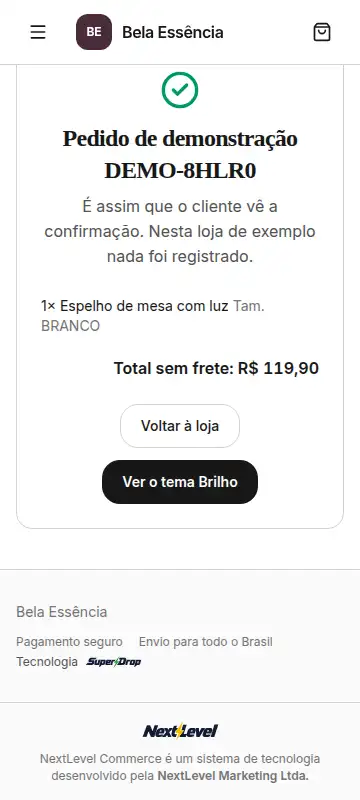 BE
Bela Essência
Pedido de demonstração
DEMO-8HLR0
É assim que o cliente vê a
confirmação. Nesta loja de exemplo
nada foi registrado.
1× Espelho de mesa com luz Tam.
BRANCO
Total sem frete: R$ 119,90
Voltar à loja
Ver o tema Brilho
Bela Essência
Pagamento seguro Envio para todo o Brasil
Tecnologia SuperDrop
NextLevel
NextLevel Commerce é um sistema de tecnologia
desenvolvido pela NextLevel Marketing Ltda.